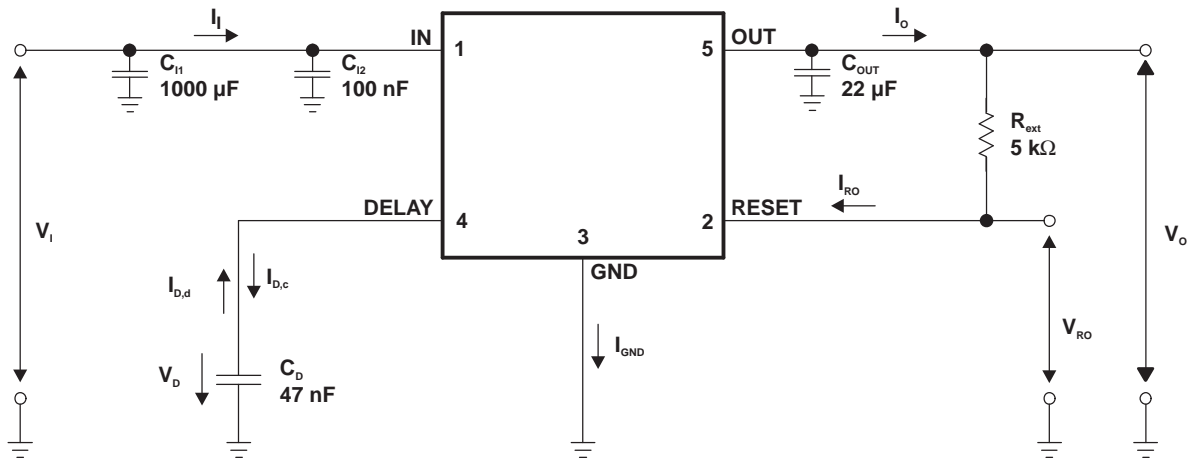 I_I
I_O
IN
1
5
OUT
C_I1
1000 µF
C_I2
100 nF
C_OUT
22 µF
R_ext
5 kΩ
I_RO
DELAY
4
2
RESET
V_I
3
GND
V_O
I_D,d
I_D,c
I_GND
V_RO
V_D
C_D
47 nF